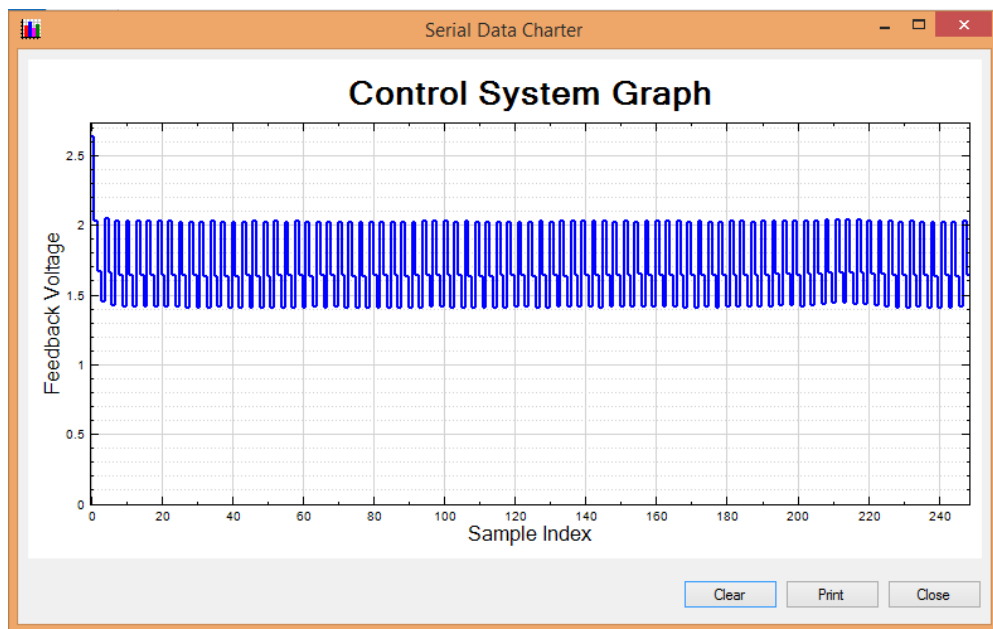 Serial Data Charter
Control System Graph
Feedback Voltage
2.5
2
1.5
1
0.5
0
0 20 40 60 80 100 120 140 160 180 200 220 240
Sample Index
Clear Print Close